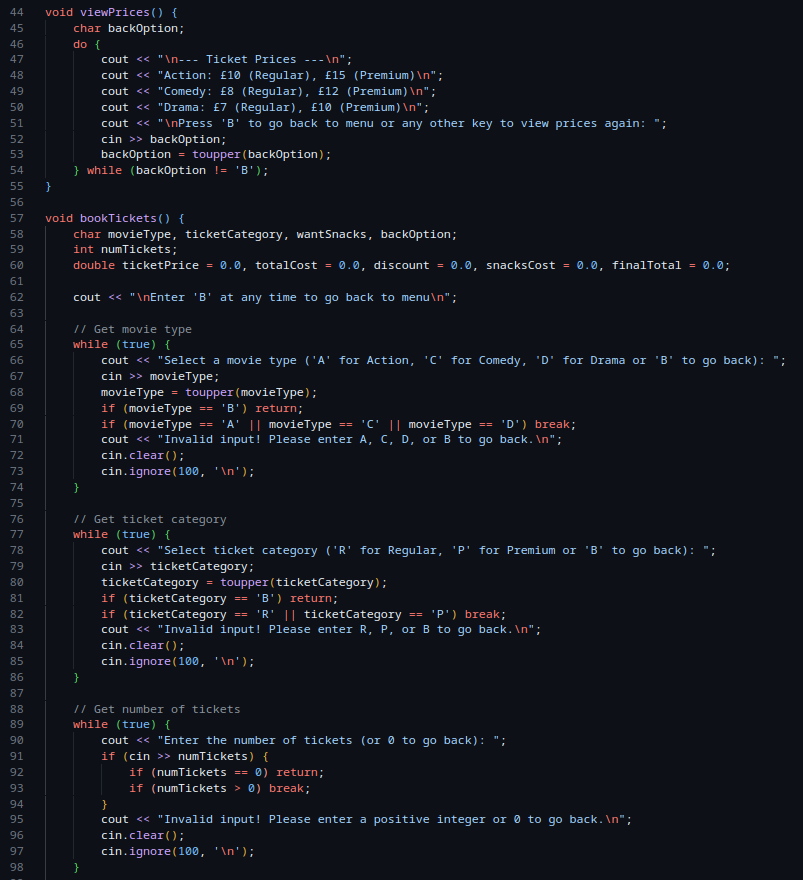 44 void viewPrices() {
45     char backOption;
46     do {
47         cout << "\n--- Ticket Prices ---\n";
48         cout << "Action: £10 (Regular), £15 (Premium)\n";
49         cout << "Comedy: £8 (Regular), £12 (Premium)\n";
50         cout << "Drama: £7 (Regular), £10 (Premium)\n";
51         cout << "\nPress 'B' to go back to menu or any other key to view prices again: ";
52         cin >> backOption;
53         backOption = toupper(backOption);
54     } while (backOption != 'B');
55 }
56
57 void bookTickets() {
58     char movieType, ticketCategory, wantSnacks, backOption;
59     int numTickets;
60     double ticketPrice = 0.0, totalCost = 0.0, discount = 0.0, snacksCost = 0.0, finalTotal = 0.0;
61
62     cout << "\nEnter 'B' at any time to go back to menu\n";
63
64     // Get movie type
65     while (true) {
66         cout << "Select a movie type ('A' for Action, 'C' for Comedy, 'D' for Drama or 'B' to go back): ";
67         cin >> movieType;
68         movieType = toupper(movieType);
69         if (movieType == 'B') return;
70         if (movieType == 'A' || movieType == 'C' || movieType == 'D') break;
71         cout << "Invalid input! Please enter A, C, D, or B to go back.\n";
72         cin.clear();
73         cin.ignore(100, '\n');
74     }
75
76     // Get ticket category
77     while (true) {
78         cout << "Select ticket category ('R' for Regular, 'P' for Premium or 'B' to go back): ";
79         cin >> ticketCategory;
80         ticketCategory = toupper(ticketCategory);
81         if (ticketCategory == 'B') return;
82         if (ticketCategory == 'R' || ticketCategory == 'P') break;
83         cout << "Invalid input! Please enter R, P, or B to go back.\n";
84         cin.clear();
85         cin.ignore(100, '\n');
86     }
87
88     // Get number of tickets
89     while (true) {
90         cout << "Enter the number of tickets (or 0 to go back): ";
91         if (cin >> numTickets) {
92             if (numTickets == 0) return;
93             if (numTickets > 0) break;
94         }
95         cout << "Invalid input! Please enter a positive integer or 0 to go back.\n";
96         cin.clear();
97         cin.ignore(100, '\n');
98     }